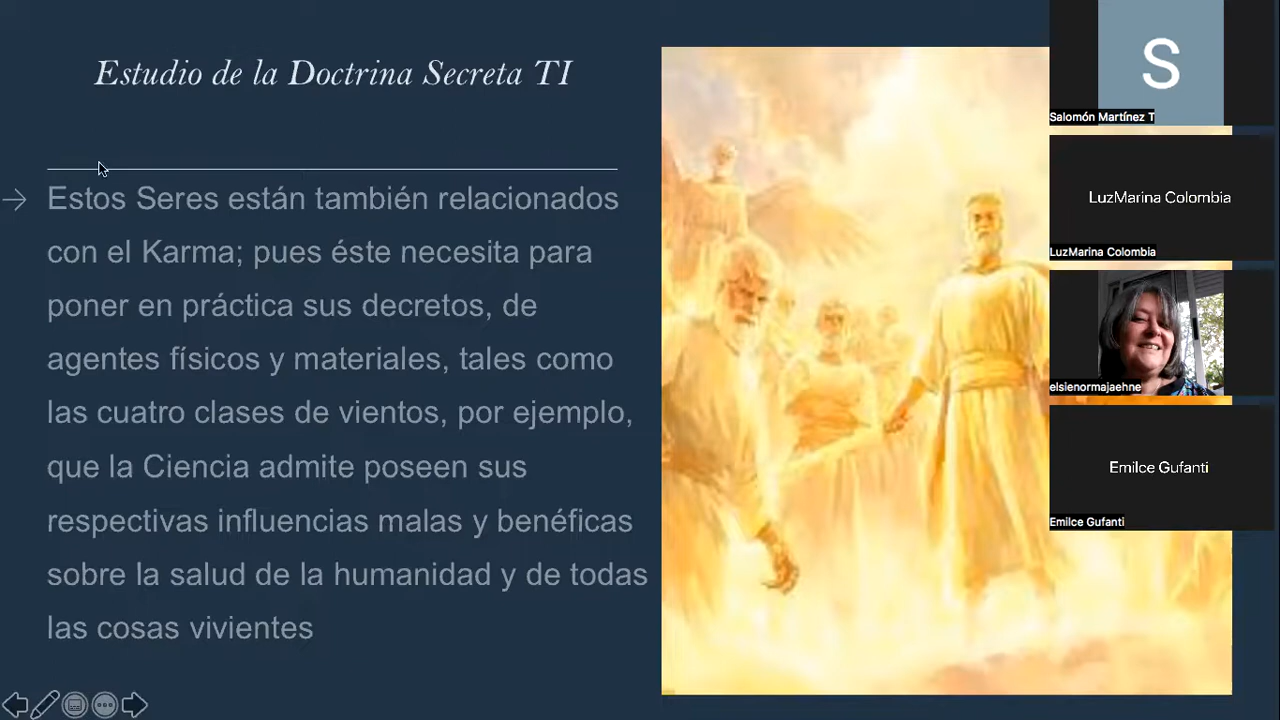 Estudio de la Doctrina Secreta TI
Estos Seres están también relacionados
con el Karma; pues éste necesita para
poner en práctica sus decretos, de
agentes físicos y materiales, tales como
las cuatro clases de vientos, por ejemplo,
que la Ciencia admite poseen sus
respectivas influencias malas y benéficas
sobre la salud de la humanidad y de todas
las cosas vivientes
S
Salomón Martínez T
LuzMarina Colombia
LuzMarina Colombia
elsienormajaehne
Emilce Gufanti
Emilce Gufanti